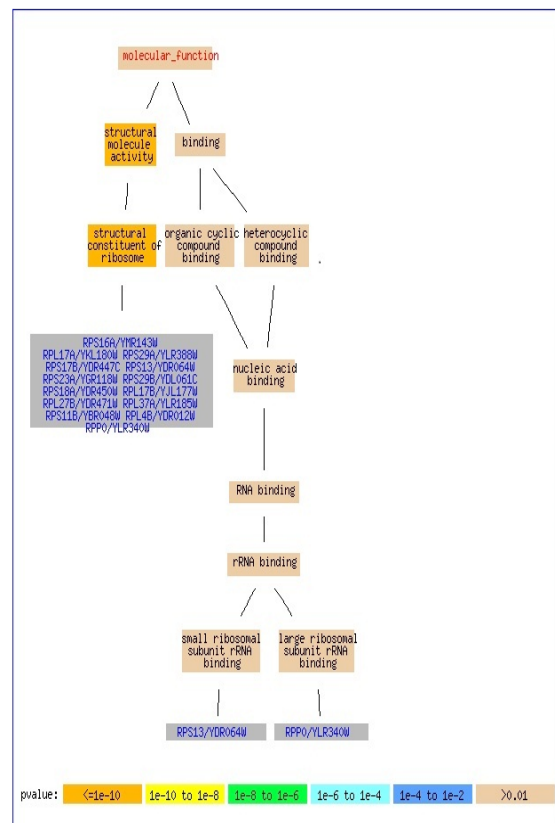 molecular_function
structural
molecule
activity
binding
structural
constituent of
ribosome
organic cyclic
compound
binding
heterocyclic
compound
binding
RPS16A/YMR143W
RPL17A/YKL180W RPS29A/YLR388W
RPS17B/YDR447C RPS13/YDR064W
RPS23A/YGR118W RPS29B/YDL061C
RPS18A/YDR450W RPL17B/YJL177W
RPL27B/YDR471W RPL37A/YLR185W
RPS11B/YBR048W RPL4B/YDR012W
RPP0/YLR340W
nucleic acid
binding
RNA binding
rRNA binding
small ribosomal
subunit rRNA
binding
large ribosomal
subunit rRNA
binding
RPS13/YDR064W
RPP0/YLR340W
pvalue: <=1e-10 1e-10 to 1e-8 1e-8 to 1e-6 1e-6 to 1e-4 1e-4 to 1e-2 >0.01